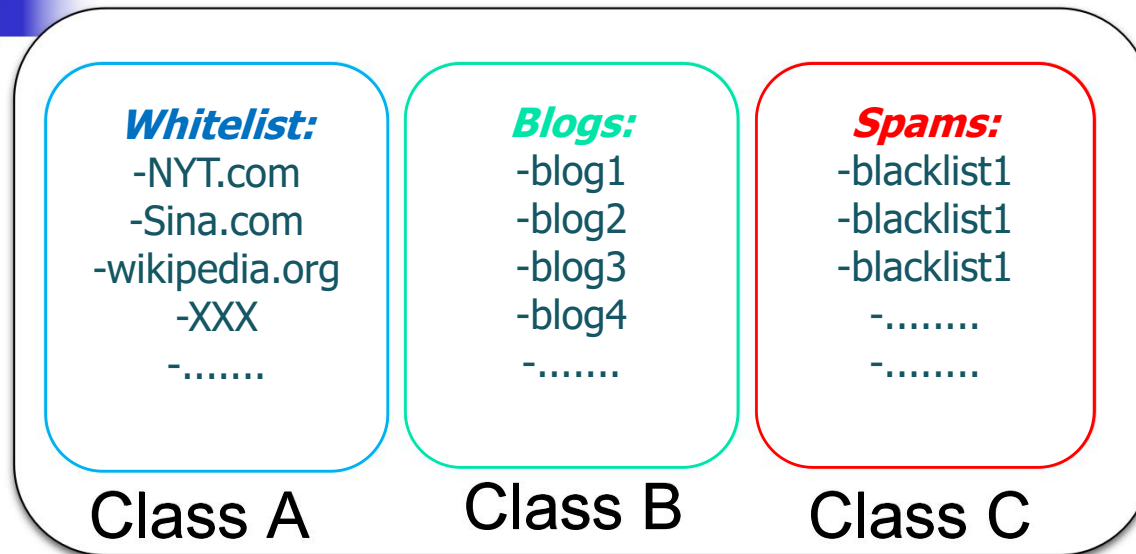 Whitelist:
-NYT.com
-Sina.com
-wikipedia.org
-XXX
-.......
Class A
Blogs:
-blog1
-blog2
-blog3
-blog4
-.......
Class B
Spams:
-blacklist1
-blacklist1
-blacklist1
-........
-........
Class C